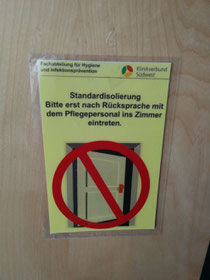 Fachabteilung für Hygiene
und Infektionsprävention
Klinikverbund
Südwest
Standardisolierung
Bitte erst nach Rücksprache mit
dem Pflegepersonal ins Zimmer
eintreten.